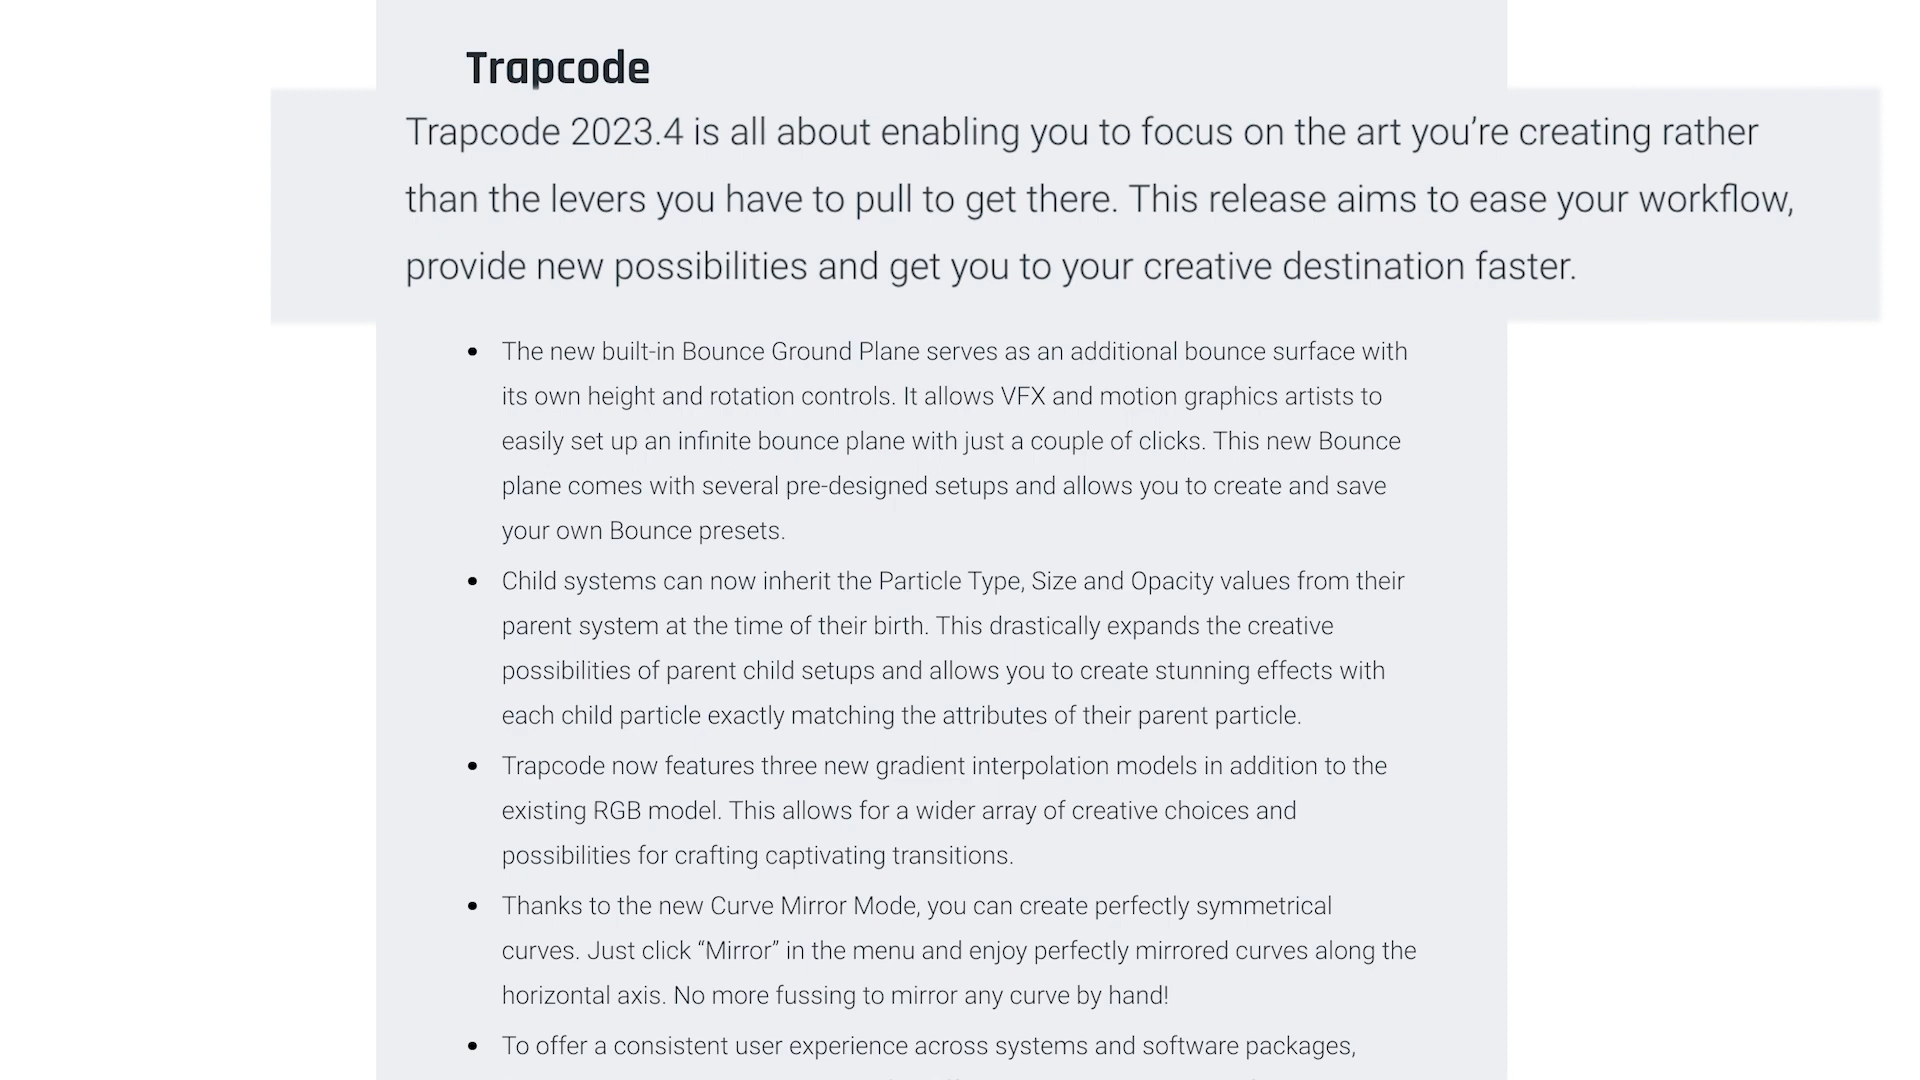 Trapcode
Trapcode 2023.4 is all about enabling you to focus on the art you’re creating rather
than the levers you have to pull to get there. This release aims to ease your workflow,
provide new possibilities and get you to your creative destination faster.
• The new built-in Bounce Ground Plane serves as an additional bounce surface with
its own height and rotation controls. It allows VFX and motion graphics artists to
easily set up an infinite bounce plane with just a couple of clicks. This new Bounce
plane comes with several pre-designed setups and allows you to create and save
your own Bounce presets.
• Child systems can now inherit the Particle Type, Size and Opacity values from their
parent system at the time of their birth. This drastically expands the creative
possibilities of parent child setups and allows you to create stunning effects with
each child particle exactly matching the attributes of their parent particle.
• Trapcode now features three new gradient interpolation models in addition to the
existing RGB model. This allows for a wider array of creative choices and
possibilities for crafting captivating transitions.
• Thanks to the new Curve Mirror Mode, you can create perfectly symmetrical
curves. Just click “Mirror” in the menu and enjoy perfectly mirrored curves along the
horizontal axis. No more fussing to mirror any curve by hand!
• To offer a consistent user experience across systems and software packages,